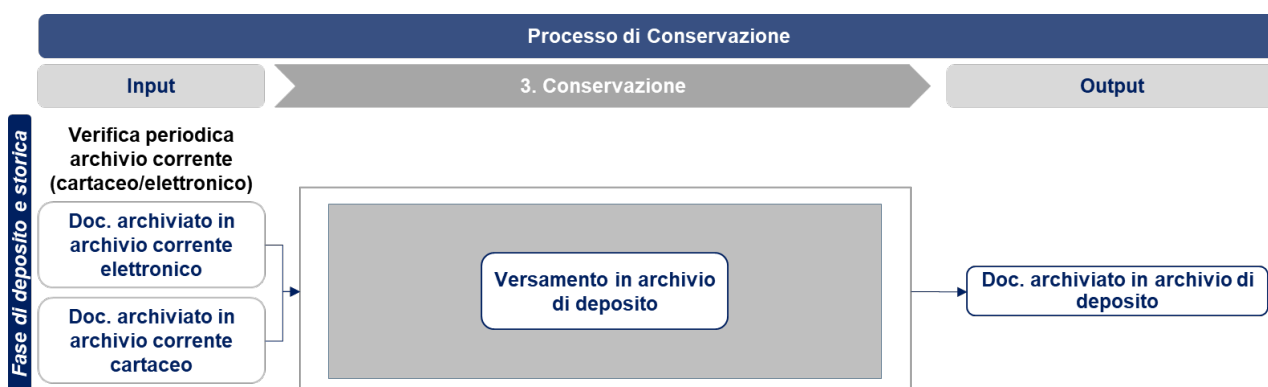 Processo di Conservazione
Input
3. Conservazione
Output
Fase di deposito e storica
Verifica periodica
archivio corrente
(cartaceo/elettronico)
Doc. archiviato in
archivio corrente
elettronico
Doc. archiviato in
archivio corrente
cartaceo
Versamento in archivio
di deposito
Doc. archiviato in archivio di
deposito